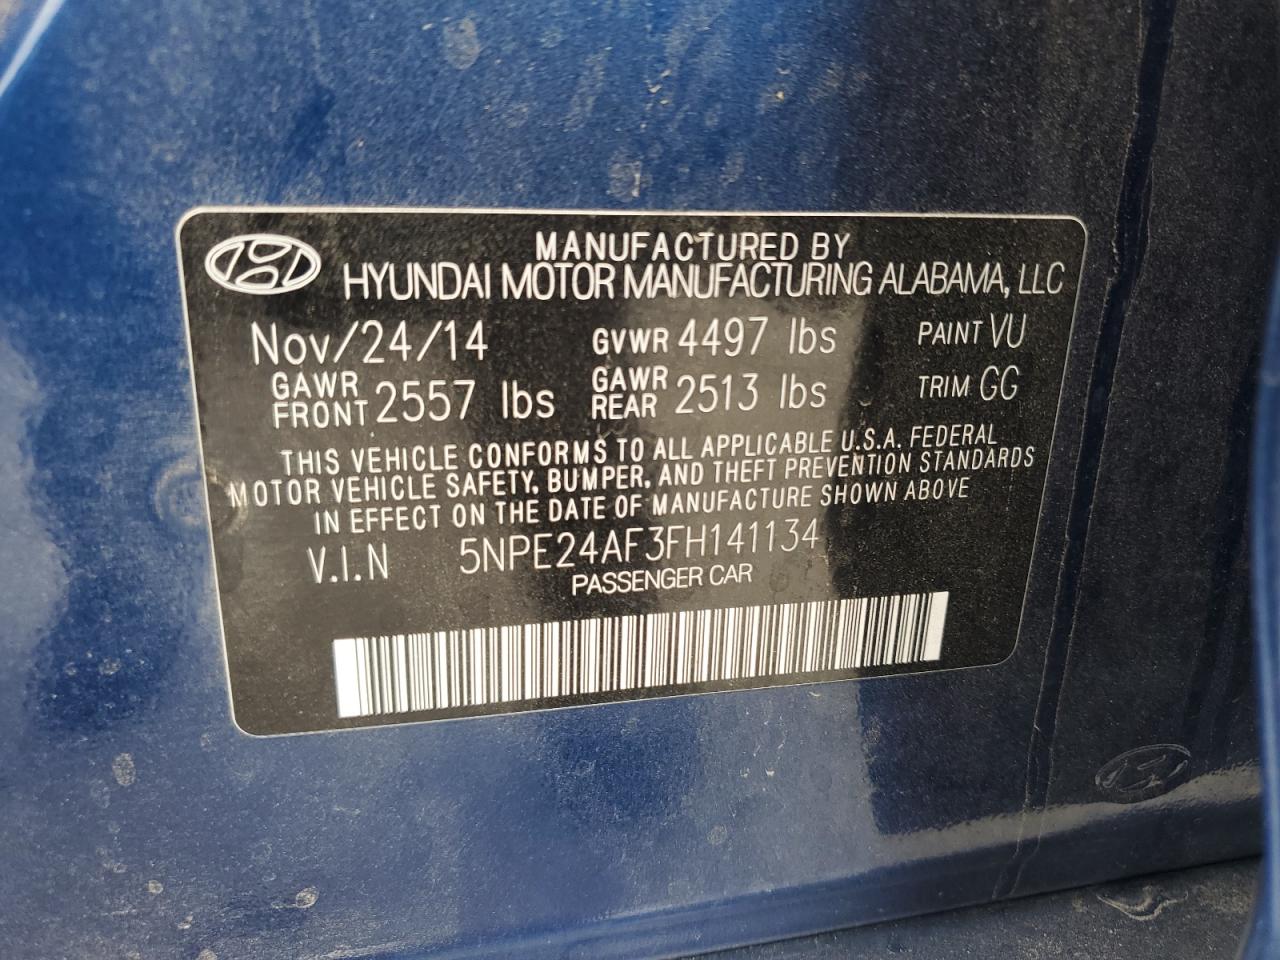 MANUFACTURED BY
HYUNDAI MOTOR MANUFACTURING ALABAMA, LLC
Nov/24/14 GVWR 4497 lbs PAINT VU
GAWR FRONT 2557 lbs GAWR REAR 2513 lbs TRIM GG
THIS VEHICLE CONFORMS TO ALL APPLICABLE U.S.A. FEDERAL
MOTOR VEHICLE SAFETY, BUMPER, AND THEFT PREVENTION STANDARDS
IN EFFECT ON THE DATE OF MANUFACTURE SHOWN ABOVE
V.I.N 5NPE24AF3FH141134
PASSENGER CAR